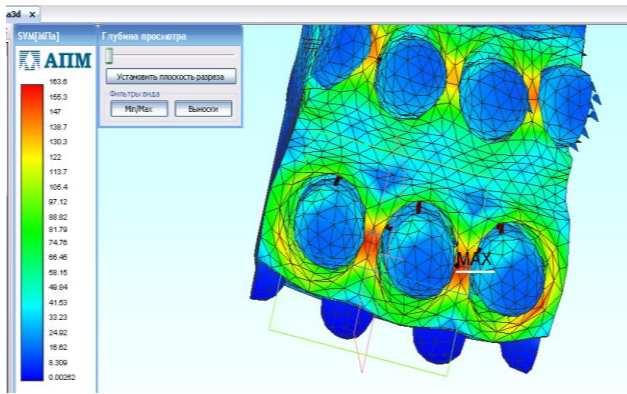 a3d x
SVM[МПа]
Глубина просмотра
АПМ
Установить плоскость разреза
Фильтры вида
Min/Max
Выноски
163.6
155.3
147
138.7
130.3
122
113.7
105.4
97.12
88.82
81.79
74.76
66.45
58.15
49.84
41.53
33.23
24.92
16.62
8.309
0.00262
MAX